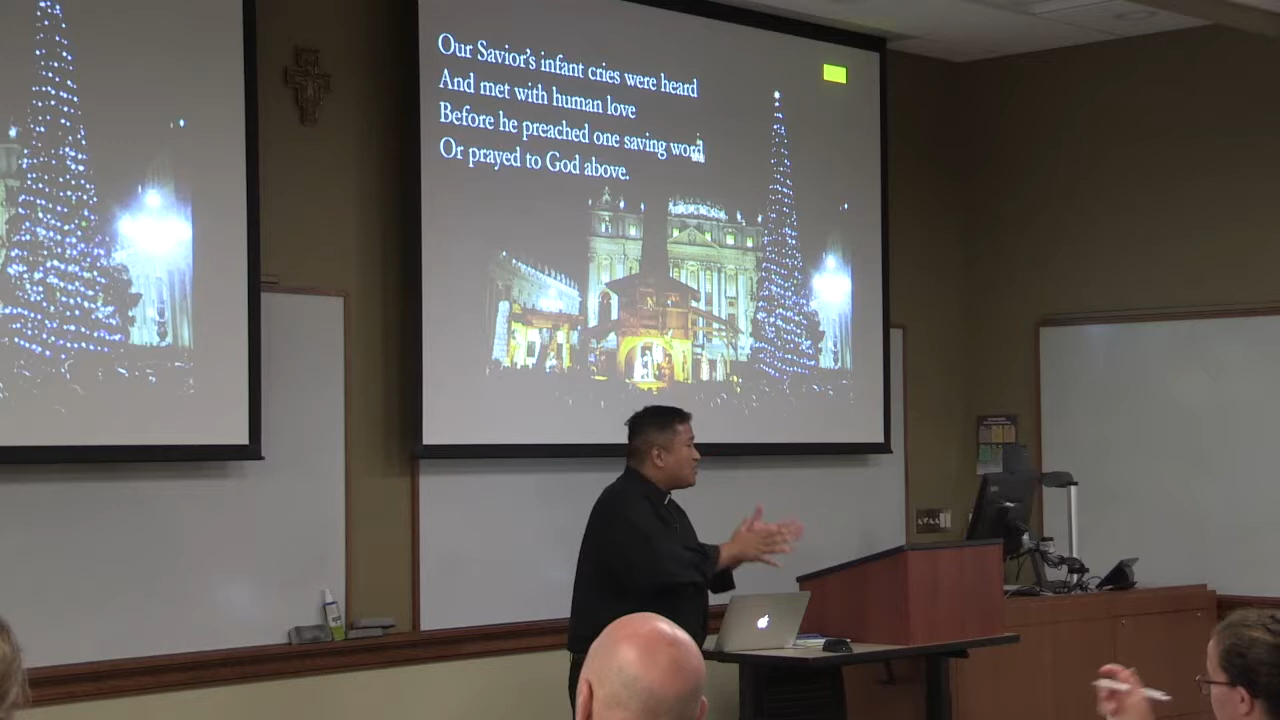 Our Savior's infant cries were heard
And met with human love
Before he preached one saving word
Or prayed to God above.